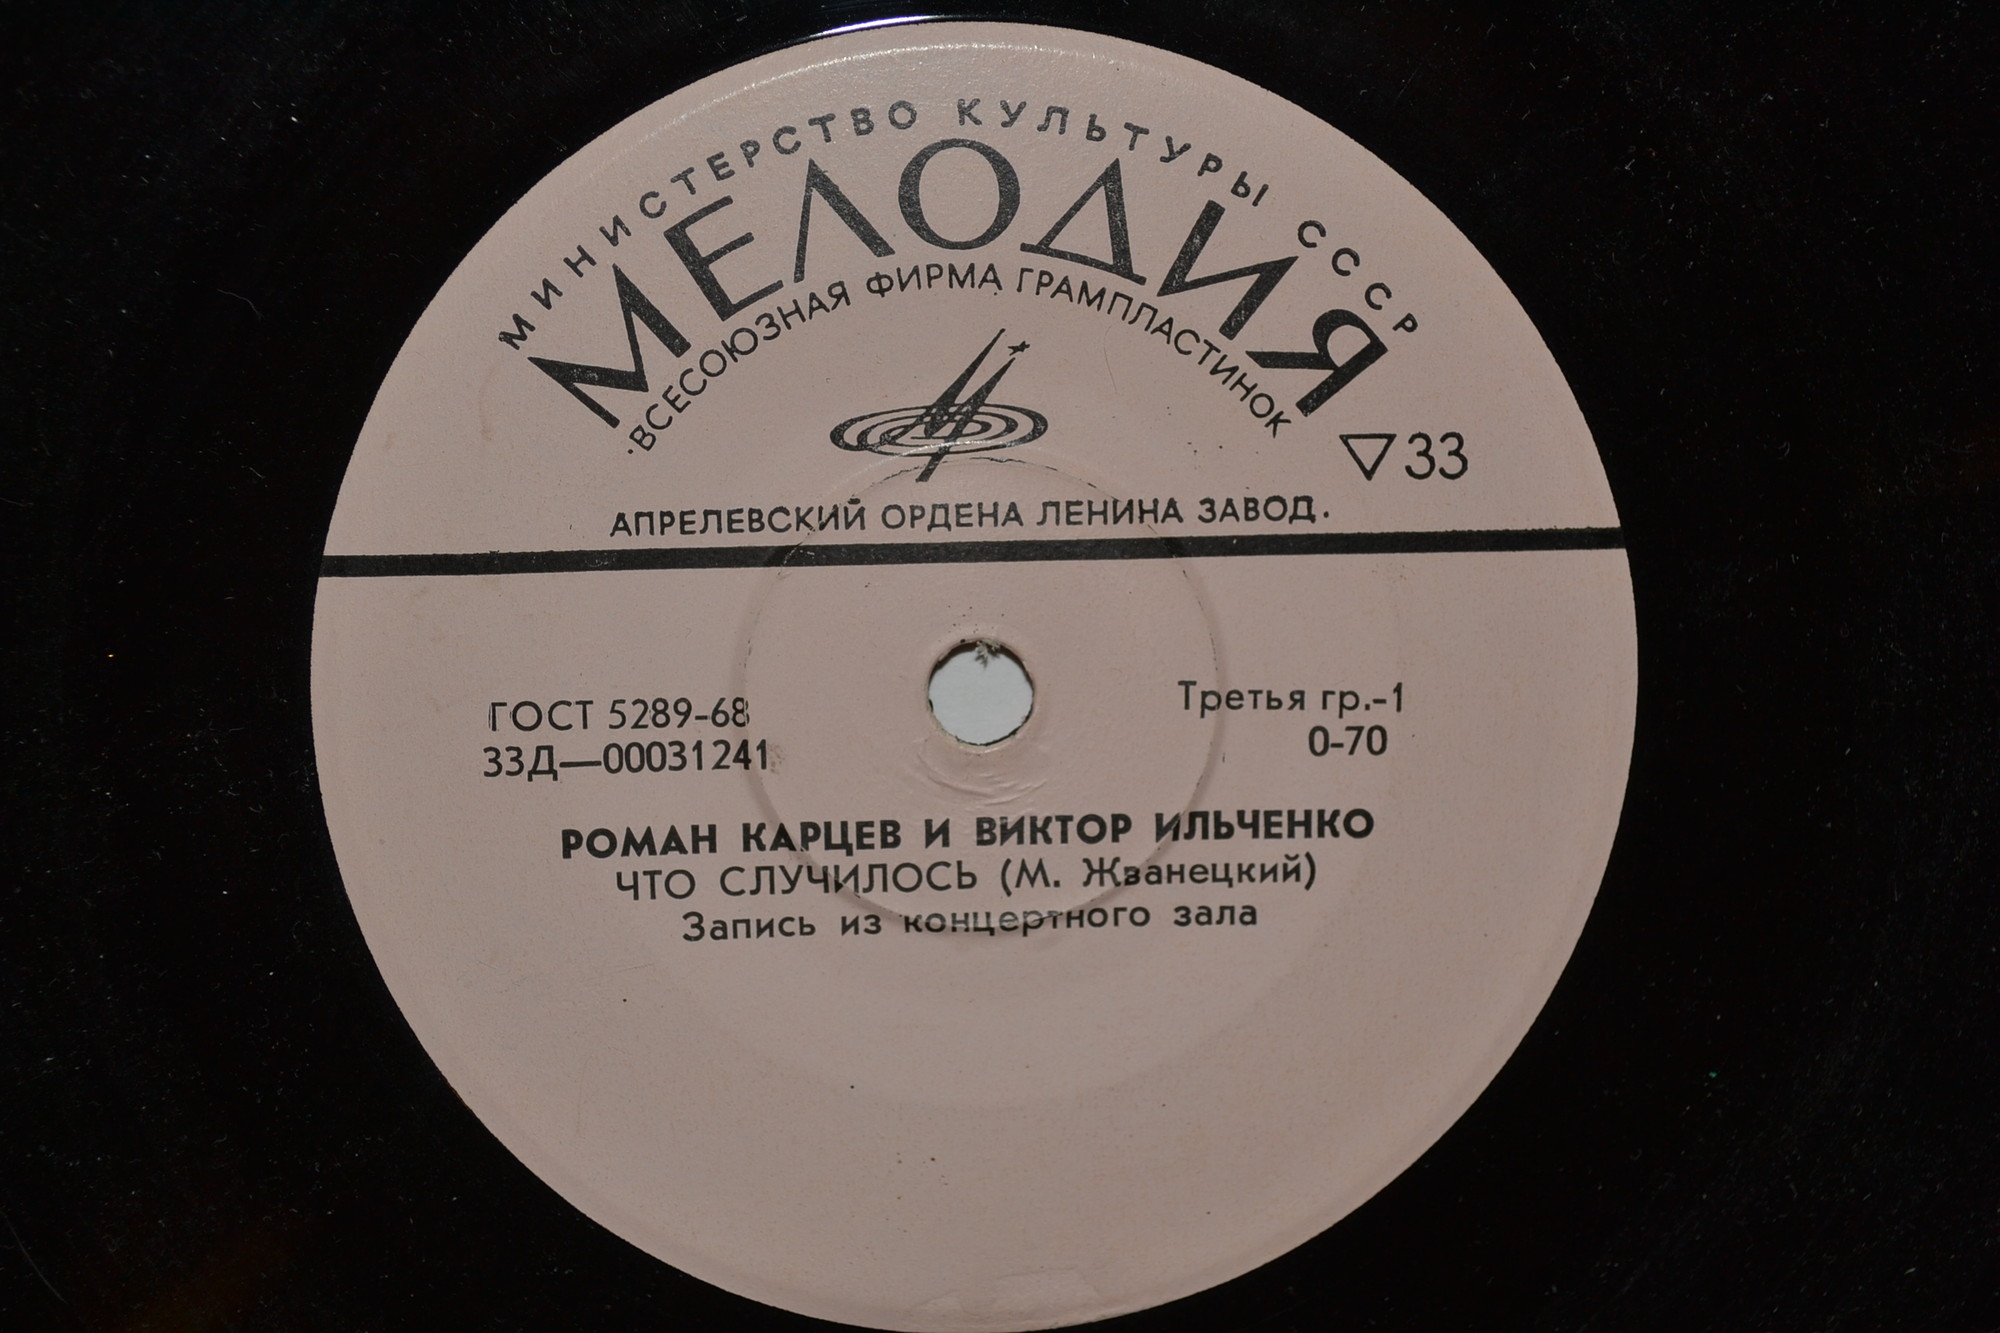 МИНИСТЕРСТВО КУЛЬТУРЫ СССР
МЕЛОДИЯ
ВСЕСОЮЗНАЯ ФИРМА ГРАМПЛАСТИНОК
▽33
АПРЕЛЕВСКИЙ ОРДЕНА ЛЕНИНА ЗАВОД.
ГОСТ 5289-68
33Д—00031241
Третья гр.-1
0-70
РОМАН КАРЦЕВ И ВИКТОР ИЛЬЧЕНКО
ЧТО СЛУЧИЛОСЬ (М. Жванецкий)
Запись из концертного зала